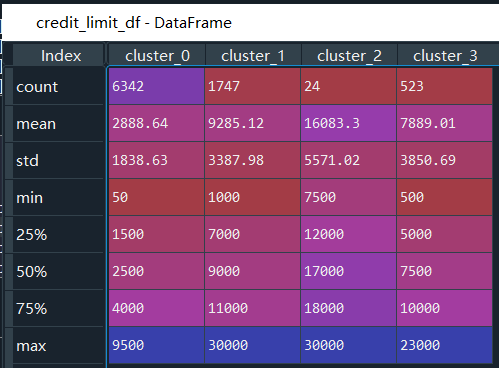 credit_limit_df - DataFrame
Index cluster_0 cluster_1 cluster_2 cluster_3
count 6342 1747 24 523
mean 2888.64 9285.12 16083.3 7889.01
std 1838.63 3387.98 5571.02 3850.69
min 50 1000 7500 500
25% 1500 7000 12000 5000
50% 2500 9000 17000 7500
75% 4000 11000 18000 10000
max 9500 30000 30000 23000